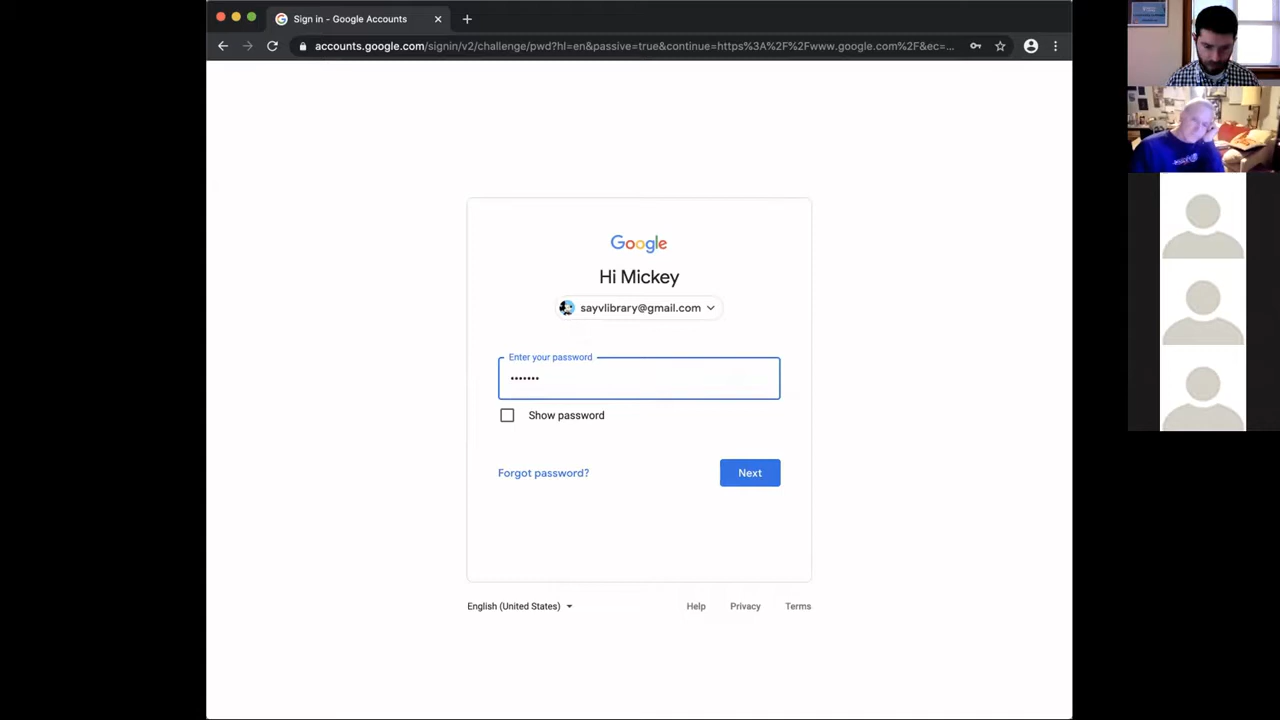 Sign in - Google Accounts
accounts.google.com/signin/v2/challenge/pwd?hl=en&passive=true&continue=https%3A%2F%2Fwww.google.com%2F&ec=...
Google
Hi Mickey
sayvlibrary@gmail.com
Enter your password
•••••••
Show password
Forgot password?
Next
English (United States)
Help
Privacy
Terms